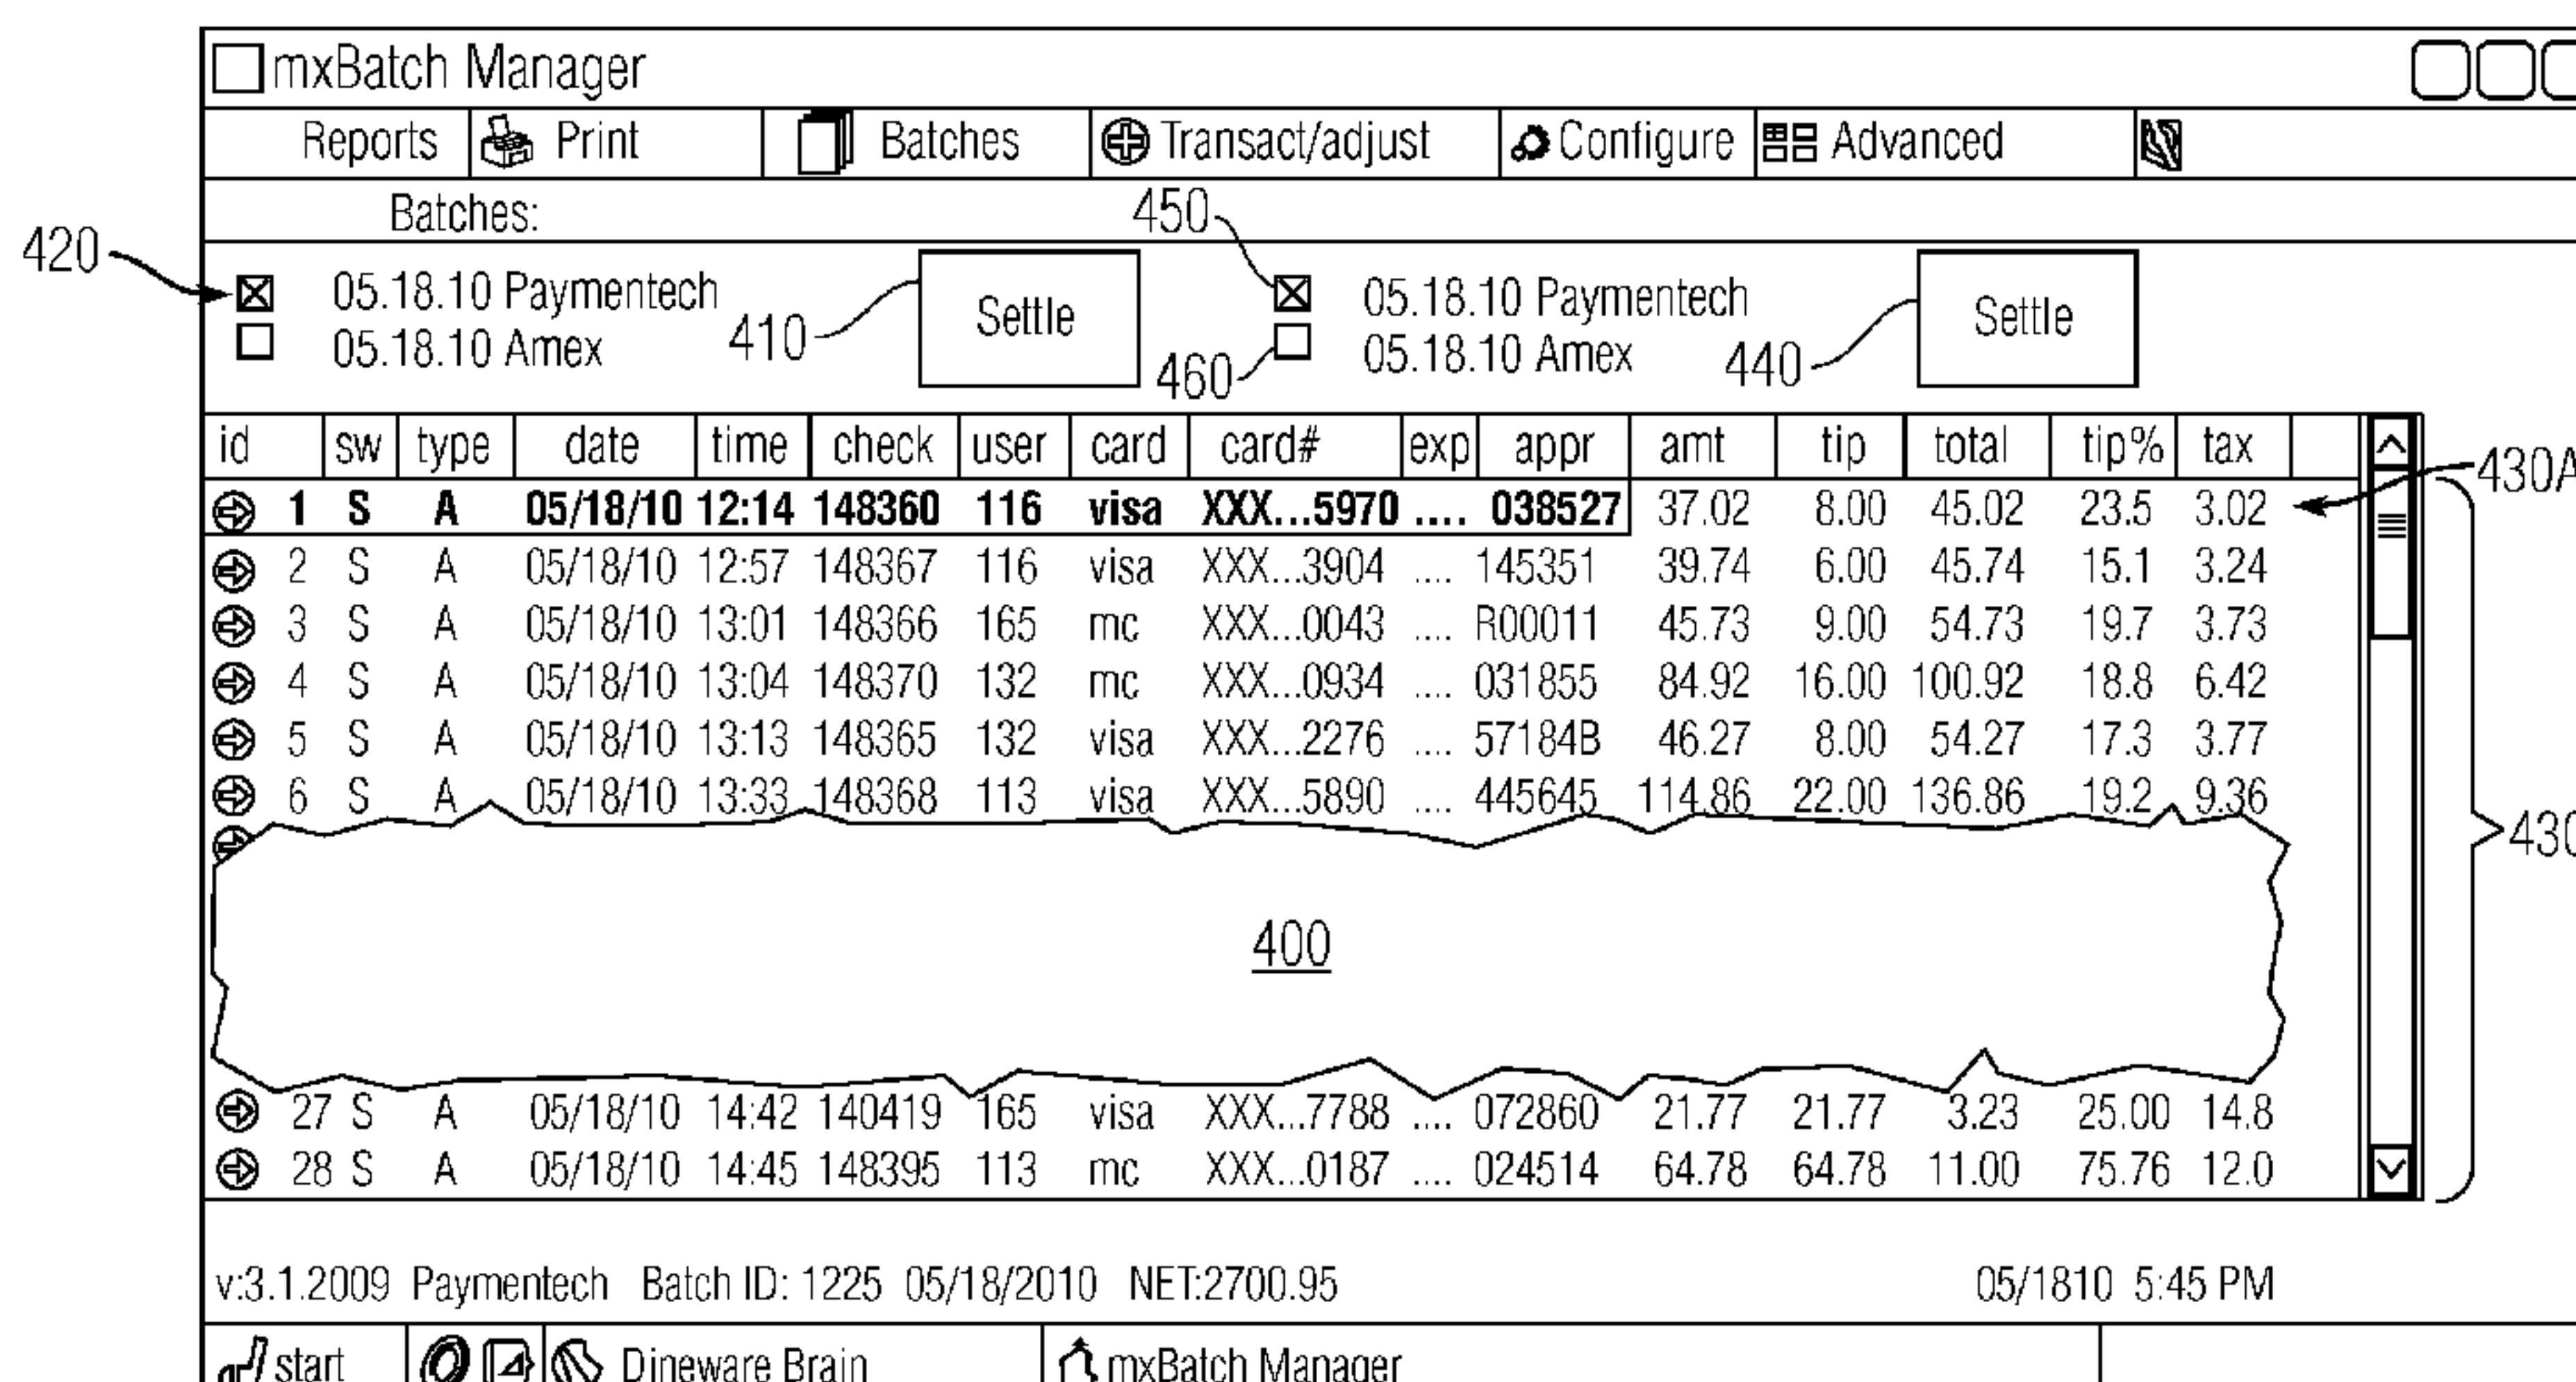 mxBatch Manager
Reports Print Batches Transact/adjust Configure Advanced
Batches:
450
420
05.18.10 Paymentech
05.18.10 Amex
410
Settle
05.18.10 Paymentech
05.18.10 Amex
460
440
Settle
id sw type date time check user card card# exp appr amt tip total tip% tax
430A
1 S A 05/18/10 12:14 148360 116 visa XXX...5970 .... 038527 37.02 8.00 45.02 23.5 3.02
2 S A 05/18/10 12:57 148367 116 visa XXX...3904 .... 145351 39.74 6.00 45.74 15.1 3.24
3 S A 05/18/10 13:01 148366 165 mc XXX...0043 .... R00011 45.73 9.00 54.73 19.7 3.73
4 S A 05/18/10 13:04 148370 132 mc XXX...0934 .... 031855 84.92 16.00 100.92 18.8 6.42
5 S A 05/18/10 13:13 148365 132 visa XXX...2276 .... 57184B 46.27 8.00 54.27 17.3 3.77
6 S A 05/18/10 13:33 148368 113 visa XXX...5890 .... 445645 114.86 22.00 136.86 19.2 9.36
430
400
27 S A 05/18/10 14:42 140419 165 visa XXX...7788 .... 072860 21.77 21.77 3.23 25.00 14.8
28 S A 05/18/10 14:45 148395 113 mc XXX...0187 .... 024514 64.78 64.78 11.00 75.76 12.0
v:3.1.2009 Paymentech Batch ID: 1225 05/18/2010 NET:2700.95 05/1810 5:45 PM
start Dineware Brain mxBatch Manager